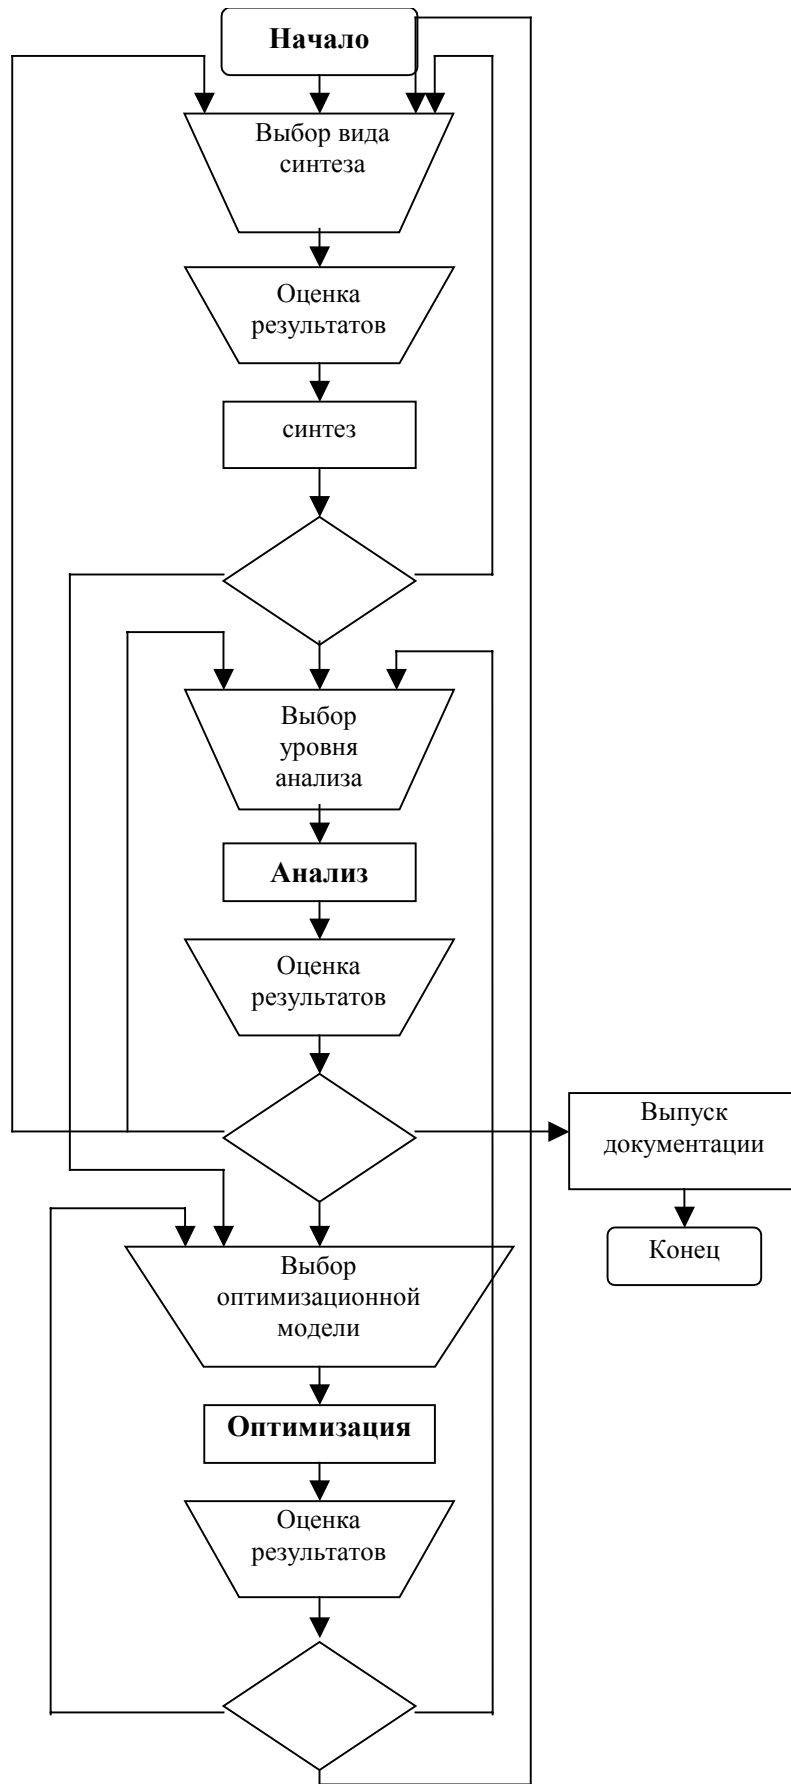 Начало
Выбор вида
синтеза
Оценка
результатов
синтез
Выбор
уровня
анализа
Анализ
Оценка
результатов
Выпуск
документации
Конец
Выбор
оптимизационной
модели
Оптимизация
Оценка
результатов